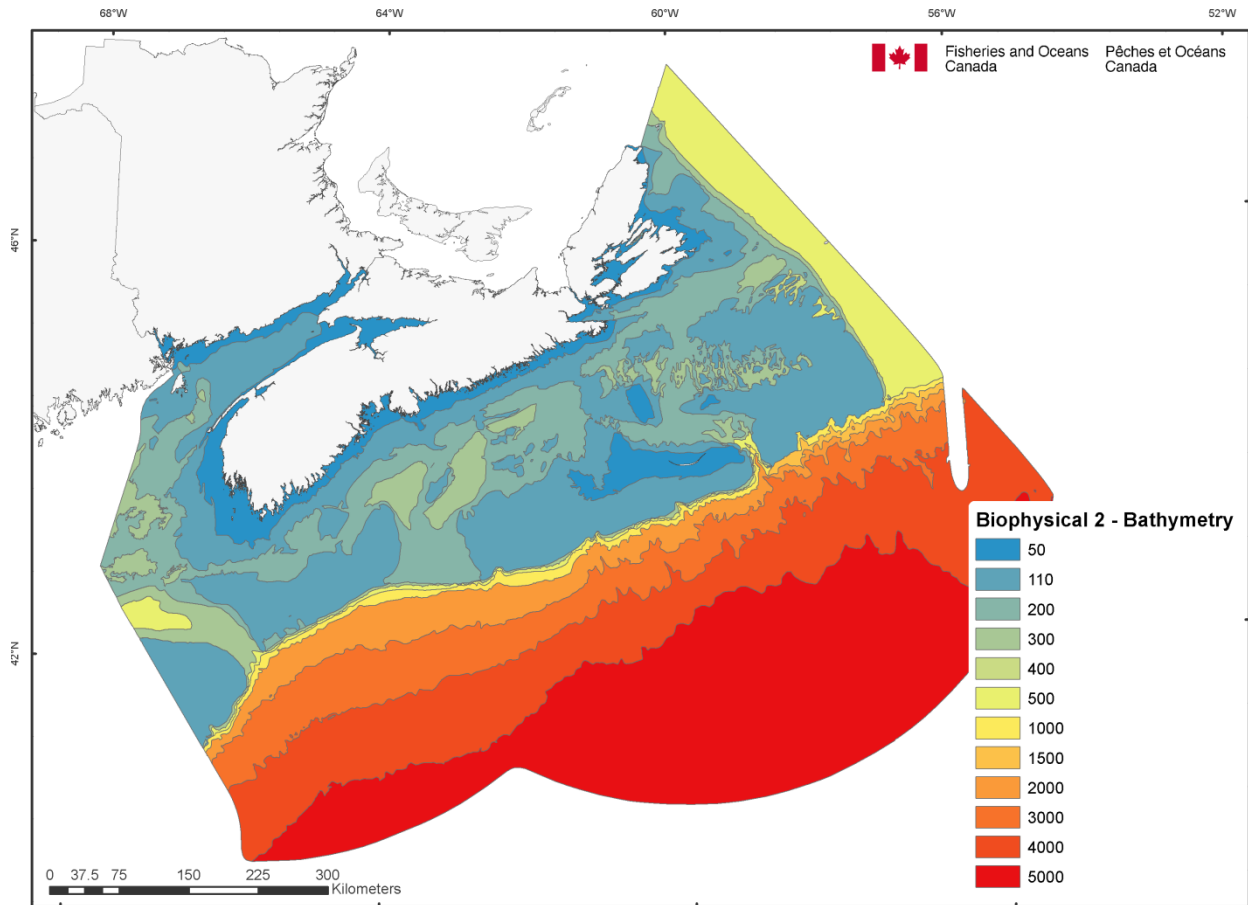 68°W 64°W 60°W 56°W 52°W
Fisheries and Oceans Pêches et Océans
Canada Canada
46°N
42°N
Biophysical 2 - Bathymetry
50
110
200
300
400
500
1000
1500
2000
3000
4000
5000
0 37.5 75 150 225 300
Kilometers